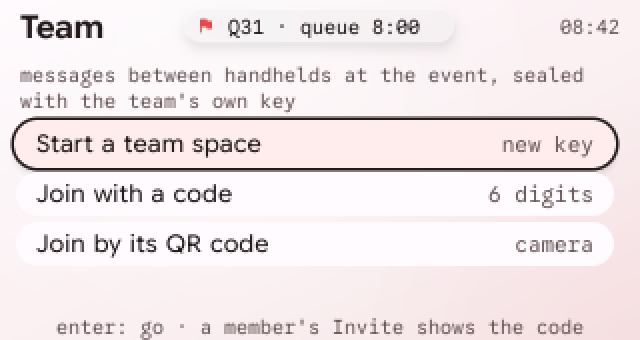 Team
Q31 · queue 8:00
08:42
messages between handhelds at the event, sealed
with the team's own key
Start a team space new key
Join with a code 6 digits
Join by its QR code camera
enter: go · a member's Invite shows the code